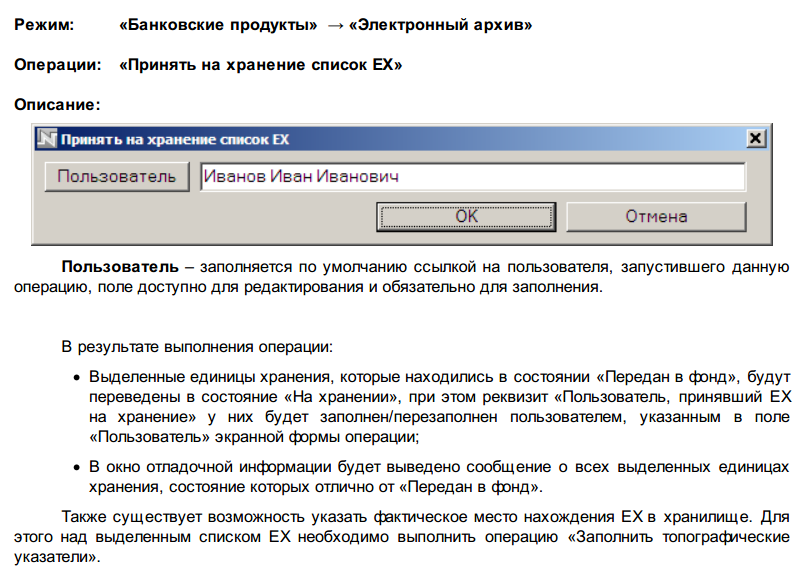 Режим: «Банковские продукты» → «Электронный архив»
Операции: «Принять на хранение список ЕХ»
Описание:
Принять на хранение список ЕХ
Пользователь Иванов Иван Иванович
ОК Отмена
Пользователь – заполняется по умолчанию ссылкой на пользователя, запустившего данную
операцию, поле доступно для редактирования и обязательно для заполнения.
В результате выполнения операции:
• Выделенные единицы хранения, которые находились в состоянии «Передан в фонд», будут
переведены в состояние «На хранении», при этом реквизит «Пользователь, принявший ЕХ
на хранение» у них будет заполнен/перезаполнен пользователем, указанным в поле
«Пользователь» экранной формы операции;
• В окно отладочной информации будет выведено сообщение о всех выделенных единицах
хранения, состояние которых отлично от «Передан в фонд».
Также существует возможность указать фактическое место нахождения ЕХ в хранилище. Для
этого над выделенным списком ЕХ необходимо выполнить операцию «Заполнить топографические
указатели».